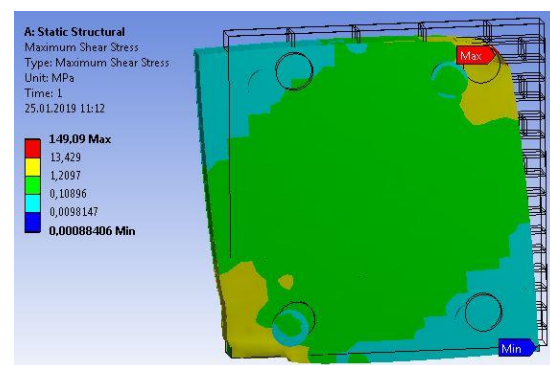 A: Static Structural
Maximum Shear Stress
Type: Maximum Shear Stress
Unit: MPa
Time: 1
25.01.2019 11:12
149,09 Max
13,429
1,2097
0,10896
0,0098147
0,00088406 Min
Max
Min